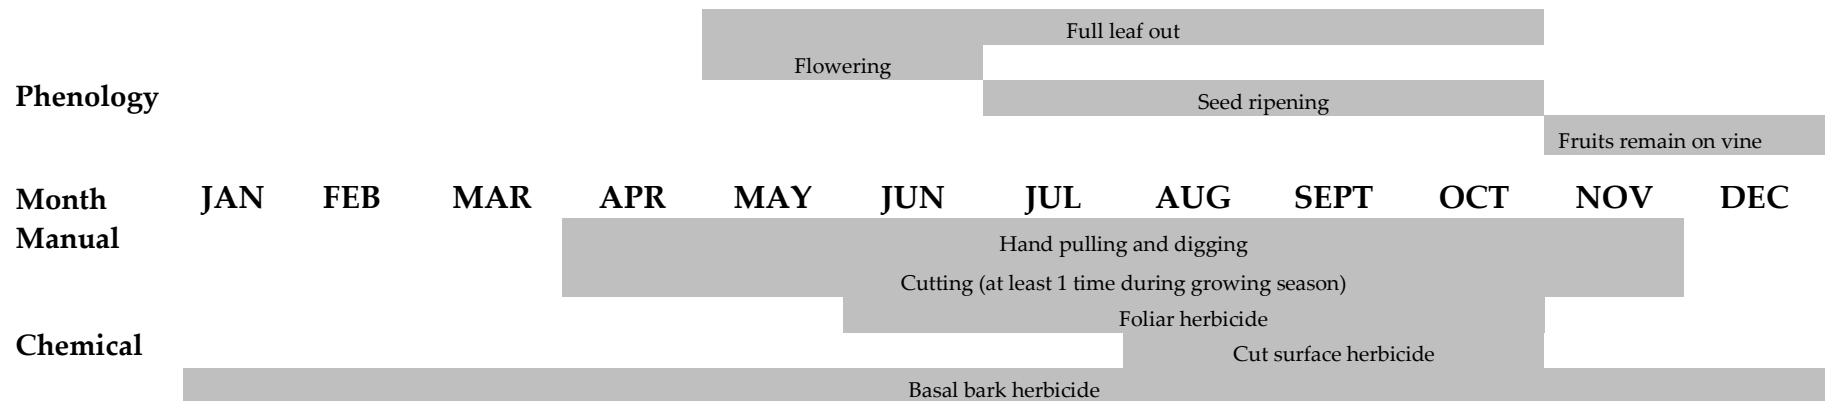 Full leaf out
Flowering
Phenology
Seed ripening
Fruits remain on vine
Month JAN FEB MAR APR MAY JUN JUL AUG SEPT OCT NOV DEC
Manual
Hand pulling and digging
Cutting (at least 1 time during growing season)
Foliar herbicide
Chemical
Cut surface herbicide
Basal bark herbicide